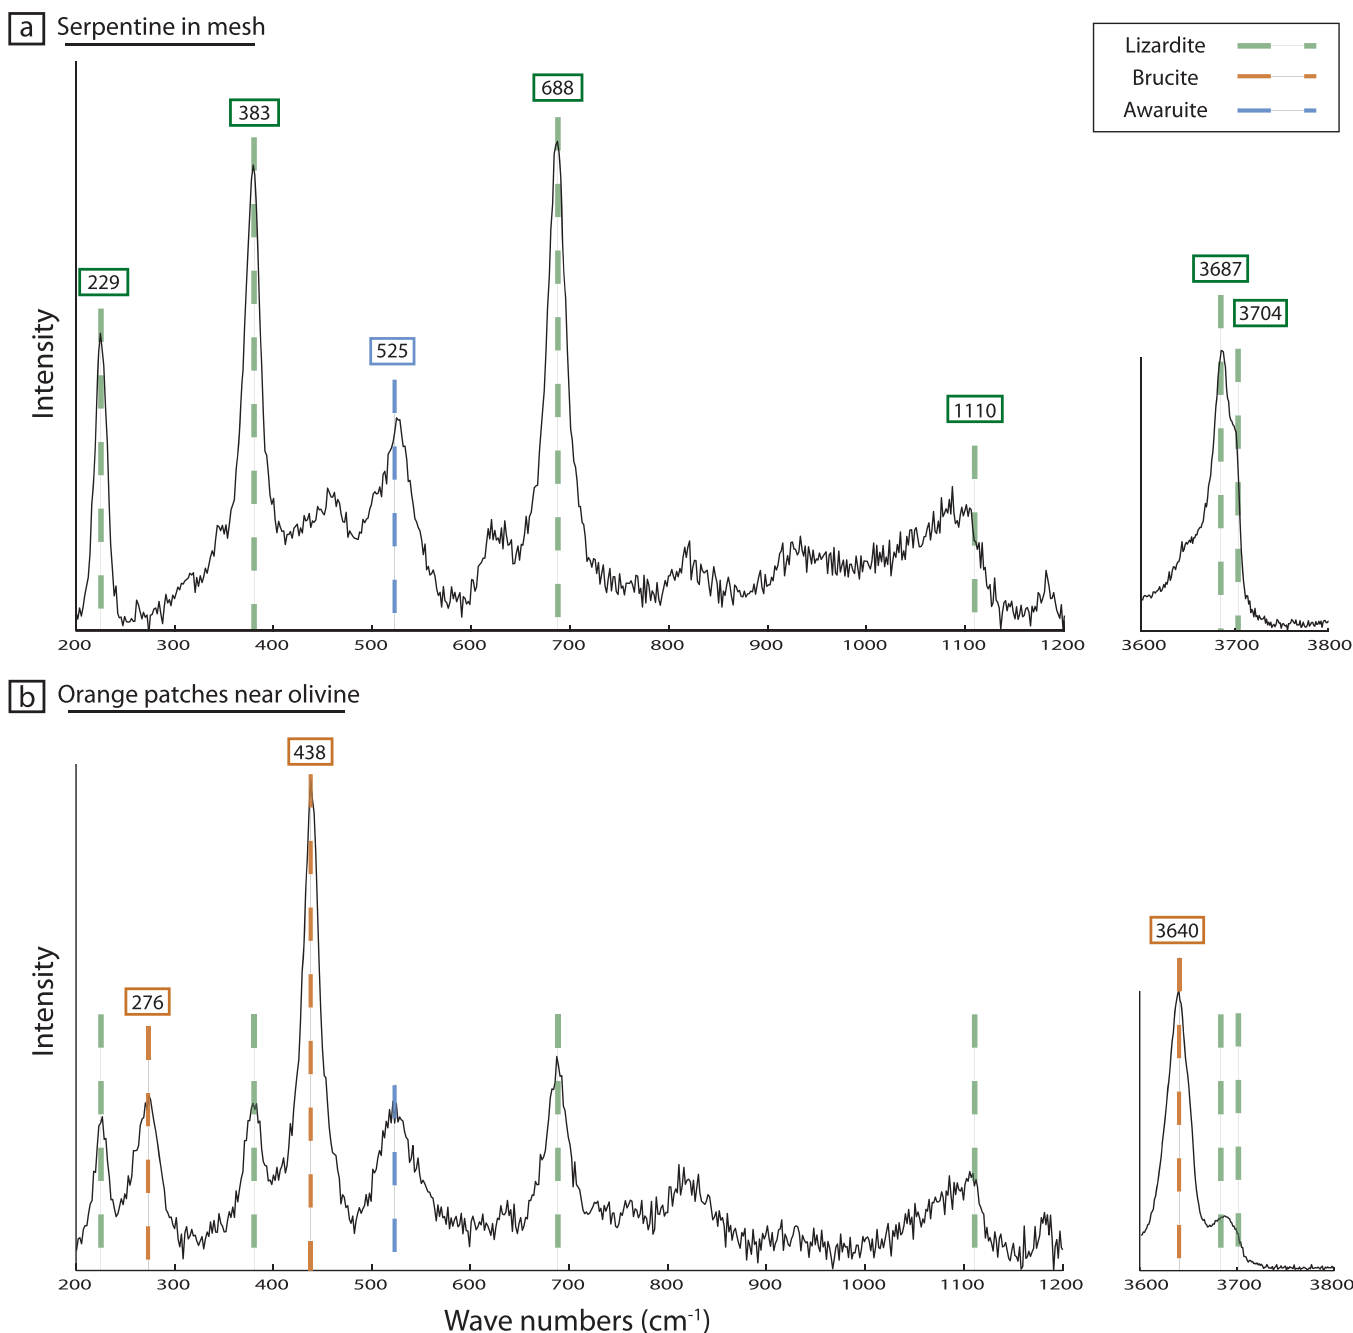 a Serpentine in mesh
Lizardite
Brucite
Awaruite
688
383
3687
229
3704
525
1110
Intensity
200 300 400 500 600 700 800 900 1000 1100 1200 3600 3700 3800
b Orange patches near olivine
438
3640
276
Intensity
200 300 400 500 600 700 800 900 1000 1100 1200 3600 3700 3800
Wave numbers (cm⁻¹)